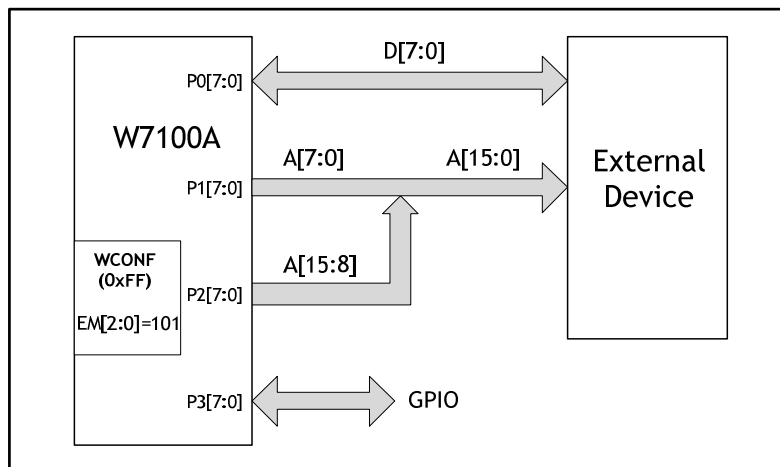 D[7:0]
P0[7:0]
W7100A
External
Device
A[7:0] A[15:0]
P1[7:0]
WCONF
(0xFF)
EM[2:0]=101
A[15:8]
P2[7:0]
P3[7:0]
GPIO